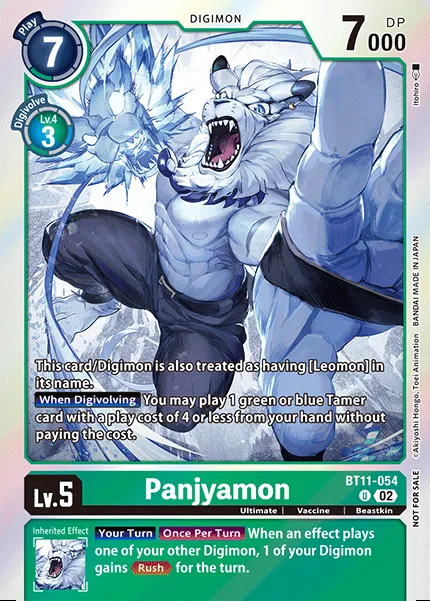 DIGIMON
Play
7
7000
DP
Digivolve
Lv.4
3
Itohiro
This card/Digimon is also treated as having [Leomon] in
its name.
When Digivolving You may play 1 green or blue Tamer
card with a play cost of 4 or less from your hand without
paying the cost.
©Akiyoshi Hongo, Toei Animation BANDAI MADE IN JAPAN
NOT FOR SALE
BT11-054
Lv.5
Panjyamon
U 02
Ultimate | Vaccine | Beastkin
Inherited Effect
Your Turn Once Per Turn When an effect plays
one of your other Digimon, 1 of your Digimon
gains Rush for the turn.